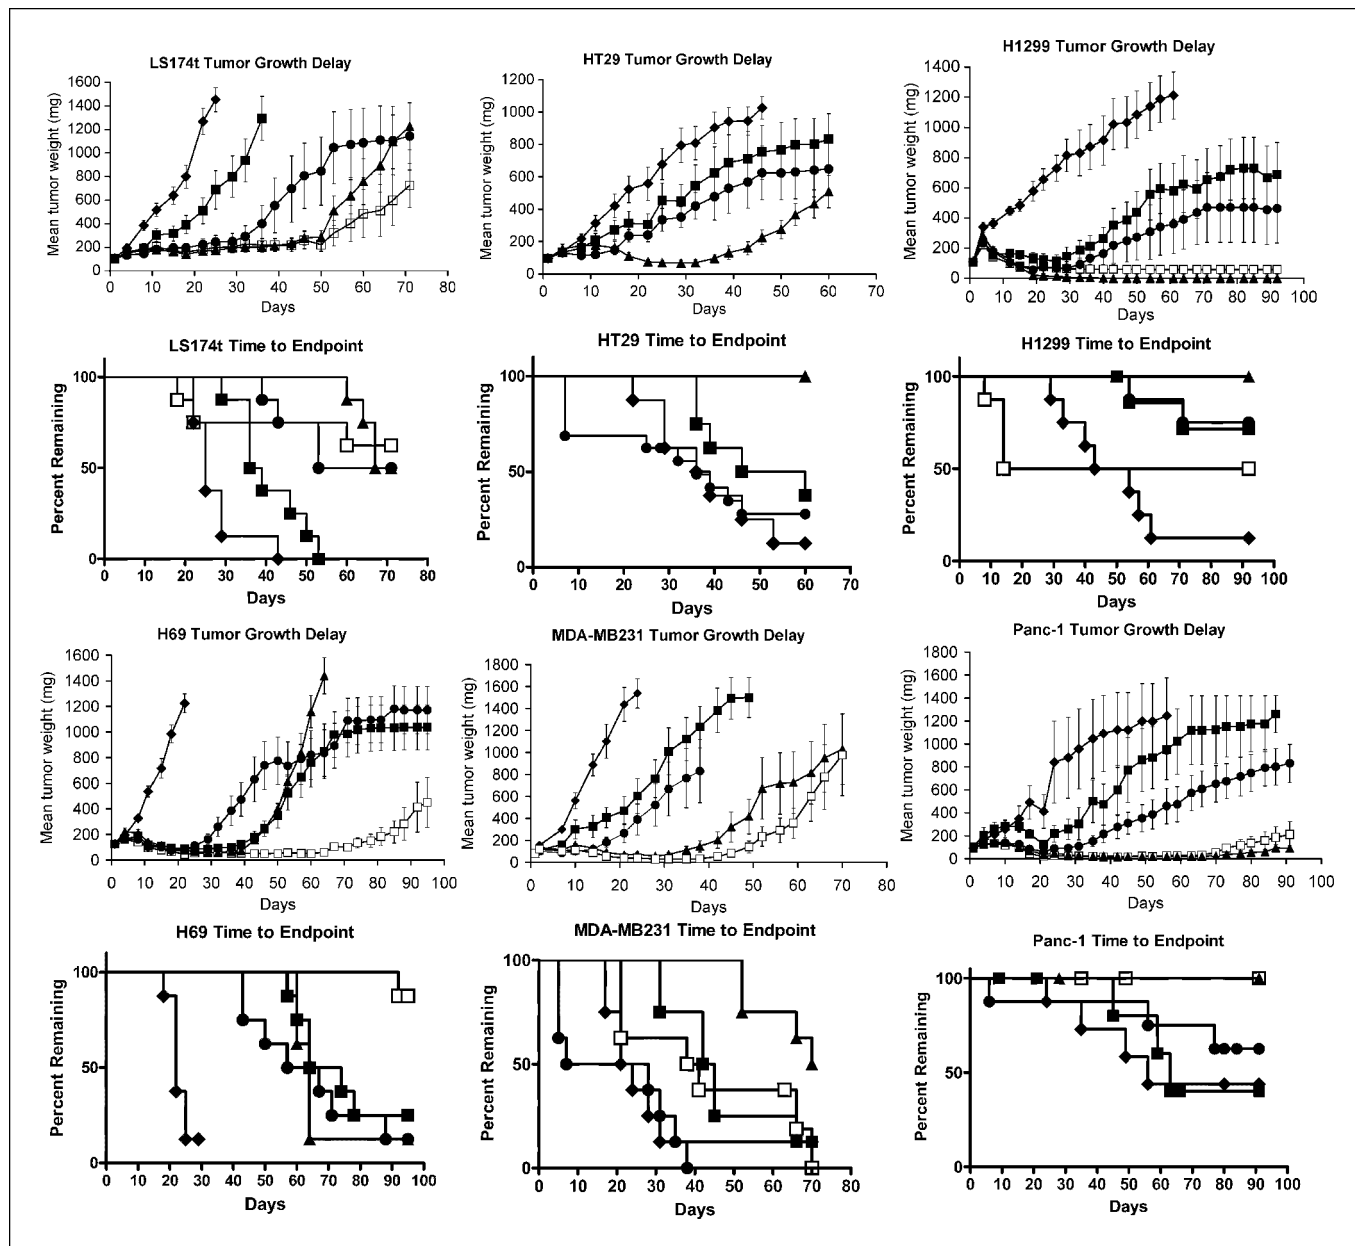 LS174t Tumor Growth Delay
Mean tumor weight (mg)
1600
1400
1200
1000
800
600
400
200
0
0 10 20 30 40 50 60 70 80
Days
HT29 Tumor Growth Delay
Mean tumor weight (mg)
1200
1000
800
600
400
200
0
0 10 20 30 40 50 60 70
Days
H1299 Tumor Growth Delay
Mean tumor weight (mg)
1400
1200
1000
800
600
400
200
0
0 10 20 30 40 50 60 70 80 90 100
Days
LS174t Time to Endpoint
Percent Remaining
100
50
0
0 10 20 30 40 50 60 70 80
Days
HT29 Time to Endpoint
Percent Remaining
100
50
0
0 10 20 30 40 50 60 70
Days
H1299 Time to Endpoint
Percent Remaining
100
50
0
0 10 20 30 40 50 60 70 80 90 100
Days
H69 Tumor Growth Delay
Mean tumor weight (mg)
1600
1400
1200
1000
800
600
400
200
0
0 10 20 30 40 50 60 70 80 90 100
Days
MDA-MB231 Tumor Growth Delay
Mean tumor weight (mg)
1800
1600
1400
1200
1000
800
600
400
200
0
0 10 20 30 40 50 60 70 80
Days
Panc-1 Tumor Growth Delay
Mean tumor weight (mg)
1800
1600
1400
1200
1000
800
600
400
200
0
0 10 20 30 40 50 60 70 80 90 100
Days
H69 Time to Endpoint
Percent Remaining
100
50
0
0 10 20 30 40 50 60 70 80 90 100
Days
MDA-MB231 Time to Endpoint
Percent Remaining
100
50
0
0 10 20 30 40 50 60 70 80
Days
Panc-1 Time to Endpoint
Percent Remaining
100
50
0
0 10 20 30 40 50 60 70 80 90 100
Days